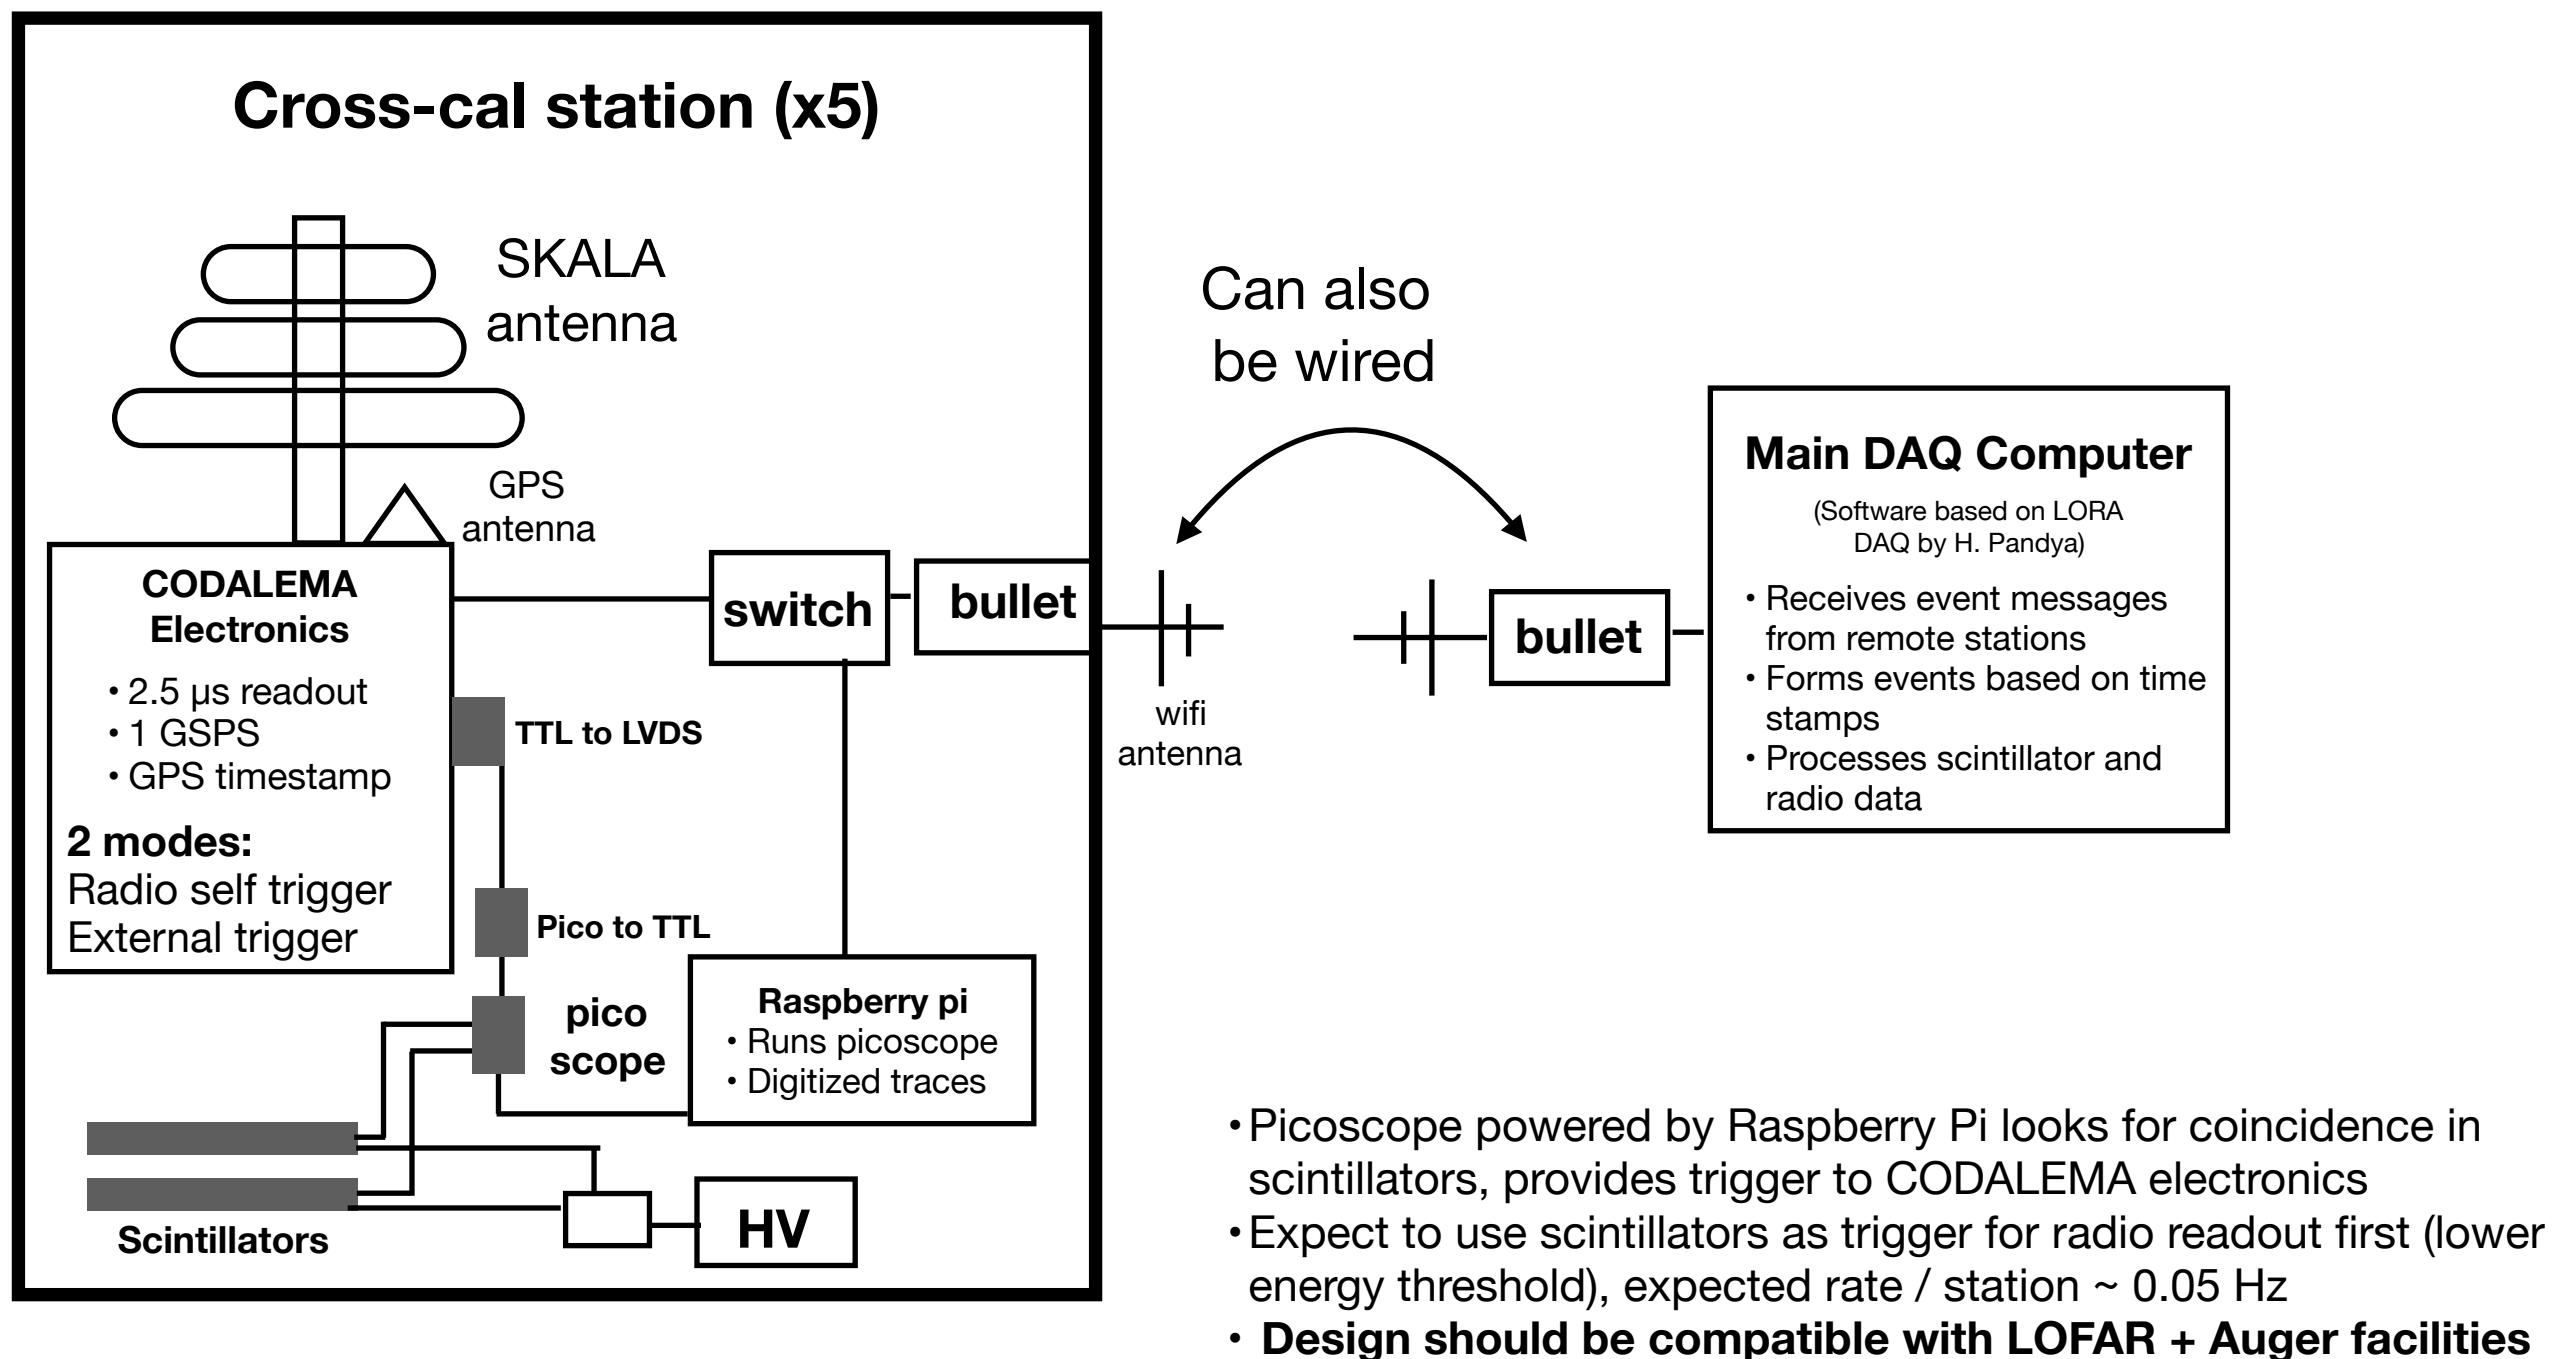 Cross-cal station (x5)
SKALA
antenna
GPS
antenna
CODALEMA
Electronics
• 2.5 µs readout
• 1 GSPS
• GPS timestamp
2 modes:
Radio self trigger
External trigger
TTL to LVDS
Pico to TTL
pico
scope
switch
bullet
Raspberry pi
• Runs picoscope
• Digitized traces
Scintillators
HV
wifi
antenna
Can also
be wired
bullet
Main DAQ Computer
(Software based on LORA
DAQ by H. Pandya)
• Receives event messages
from remote stations
• Forms events based on time
stamps
• Processes scintillator and
radio data
• Picoscope powered by Raspberry Pi looks for coincidence in
scintillators, provides trigger to CODALEMA electronics
• Expect to use scintillators as trigger for radio readout first (lower
energy threshold), expected rate / station ~ 0.05 Hz
• Design should be compatible with LOFAR + Auger facilities